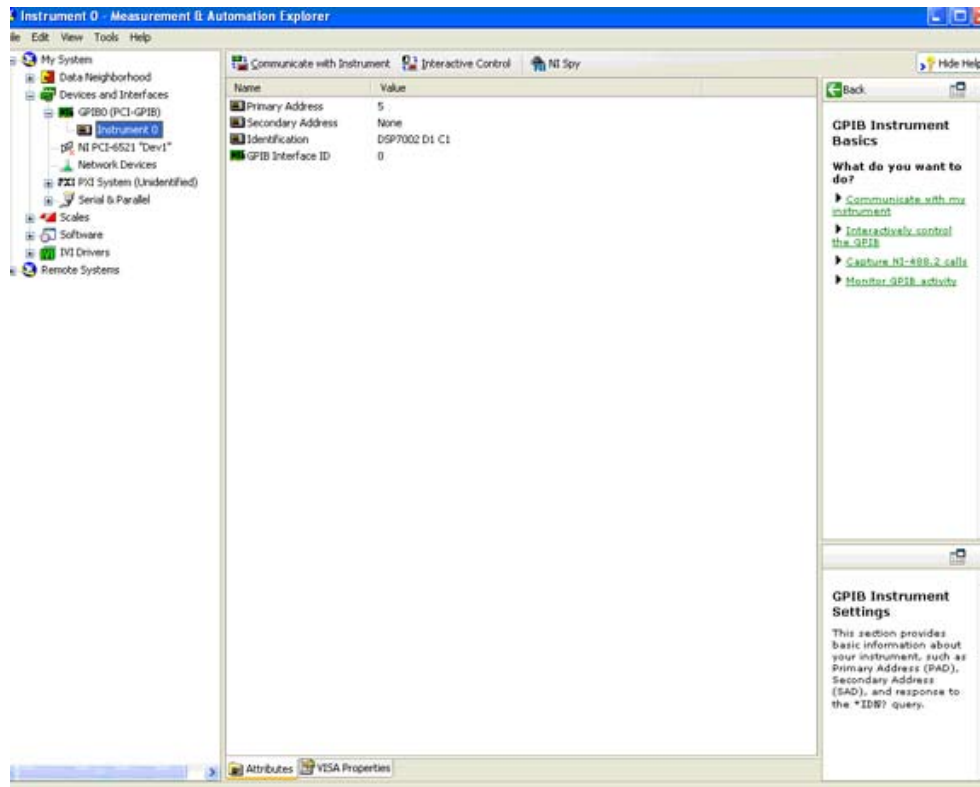 Instrument 0 - Measurement & Automation Explorer
Edit View Tools Help
My System
Data Neighborhood
Devices and Interfaces
GPIB0 (PCI-GPIB)
Instrument 0
NI PCI-6521 "Dev1"
Network Devices
PXI PXI System (Unidentified)
Serial & Parallel
Scales
Software
IVI Drivers
Remote Systems
Communicate with Instrument Interactive Control NI Spy
Hide Help
Name Value
Primary Address 5
Secondary Address None
Identification DSP7002 D1 C1
GPIB Interface ID 0
Attributes VISA Properties
Back
GPIB Instrument
Basics
What do you want to
do?
Communicate with my
instrument
Interactively control
the GPIB
Capture NI-488.2 calls
Monitor GPIB activity
GPIB Instrument
Settings
This section provides
basic information about
your instrument, such as
Primary Address (PAD),
Secondary Address
(SAD), and response to
the *IDN? query.